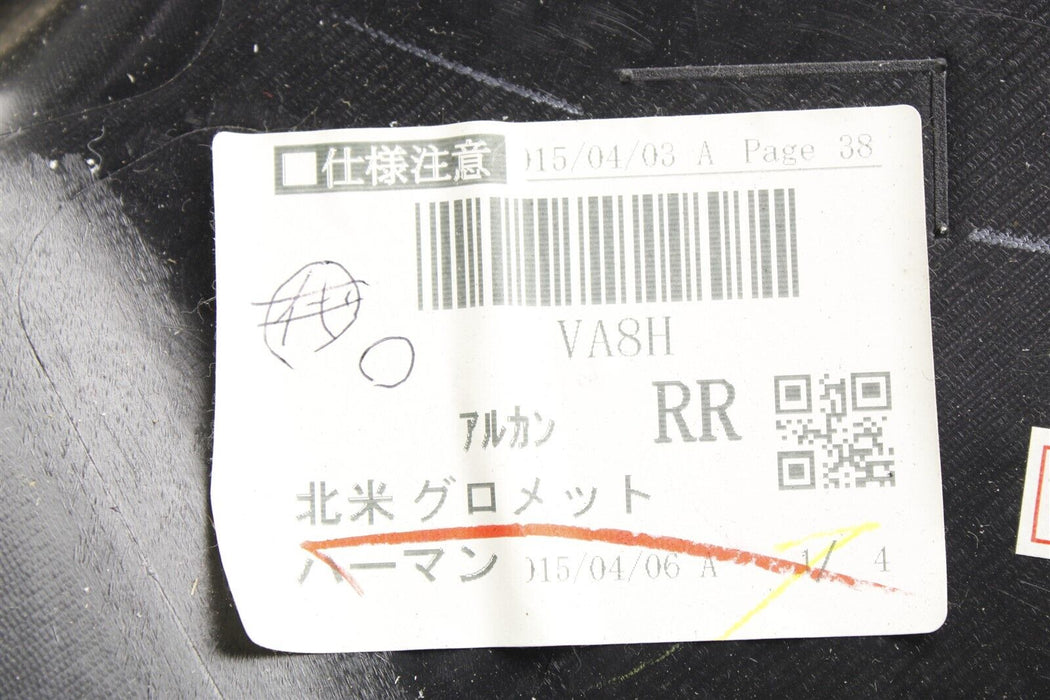 ■仕様注意 015/04/03 A Page 38
VA8H
アルカン RR
北米グロメット
ハーマン 015/04/06 A 1/ 4